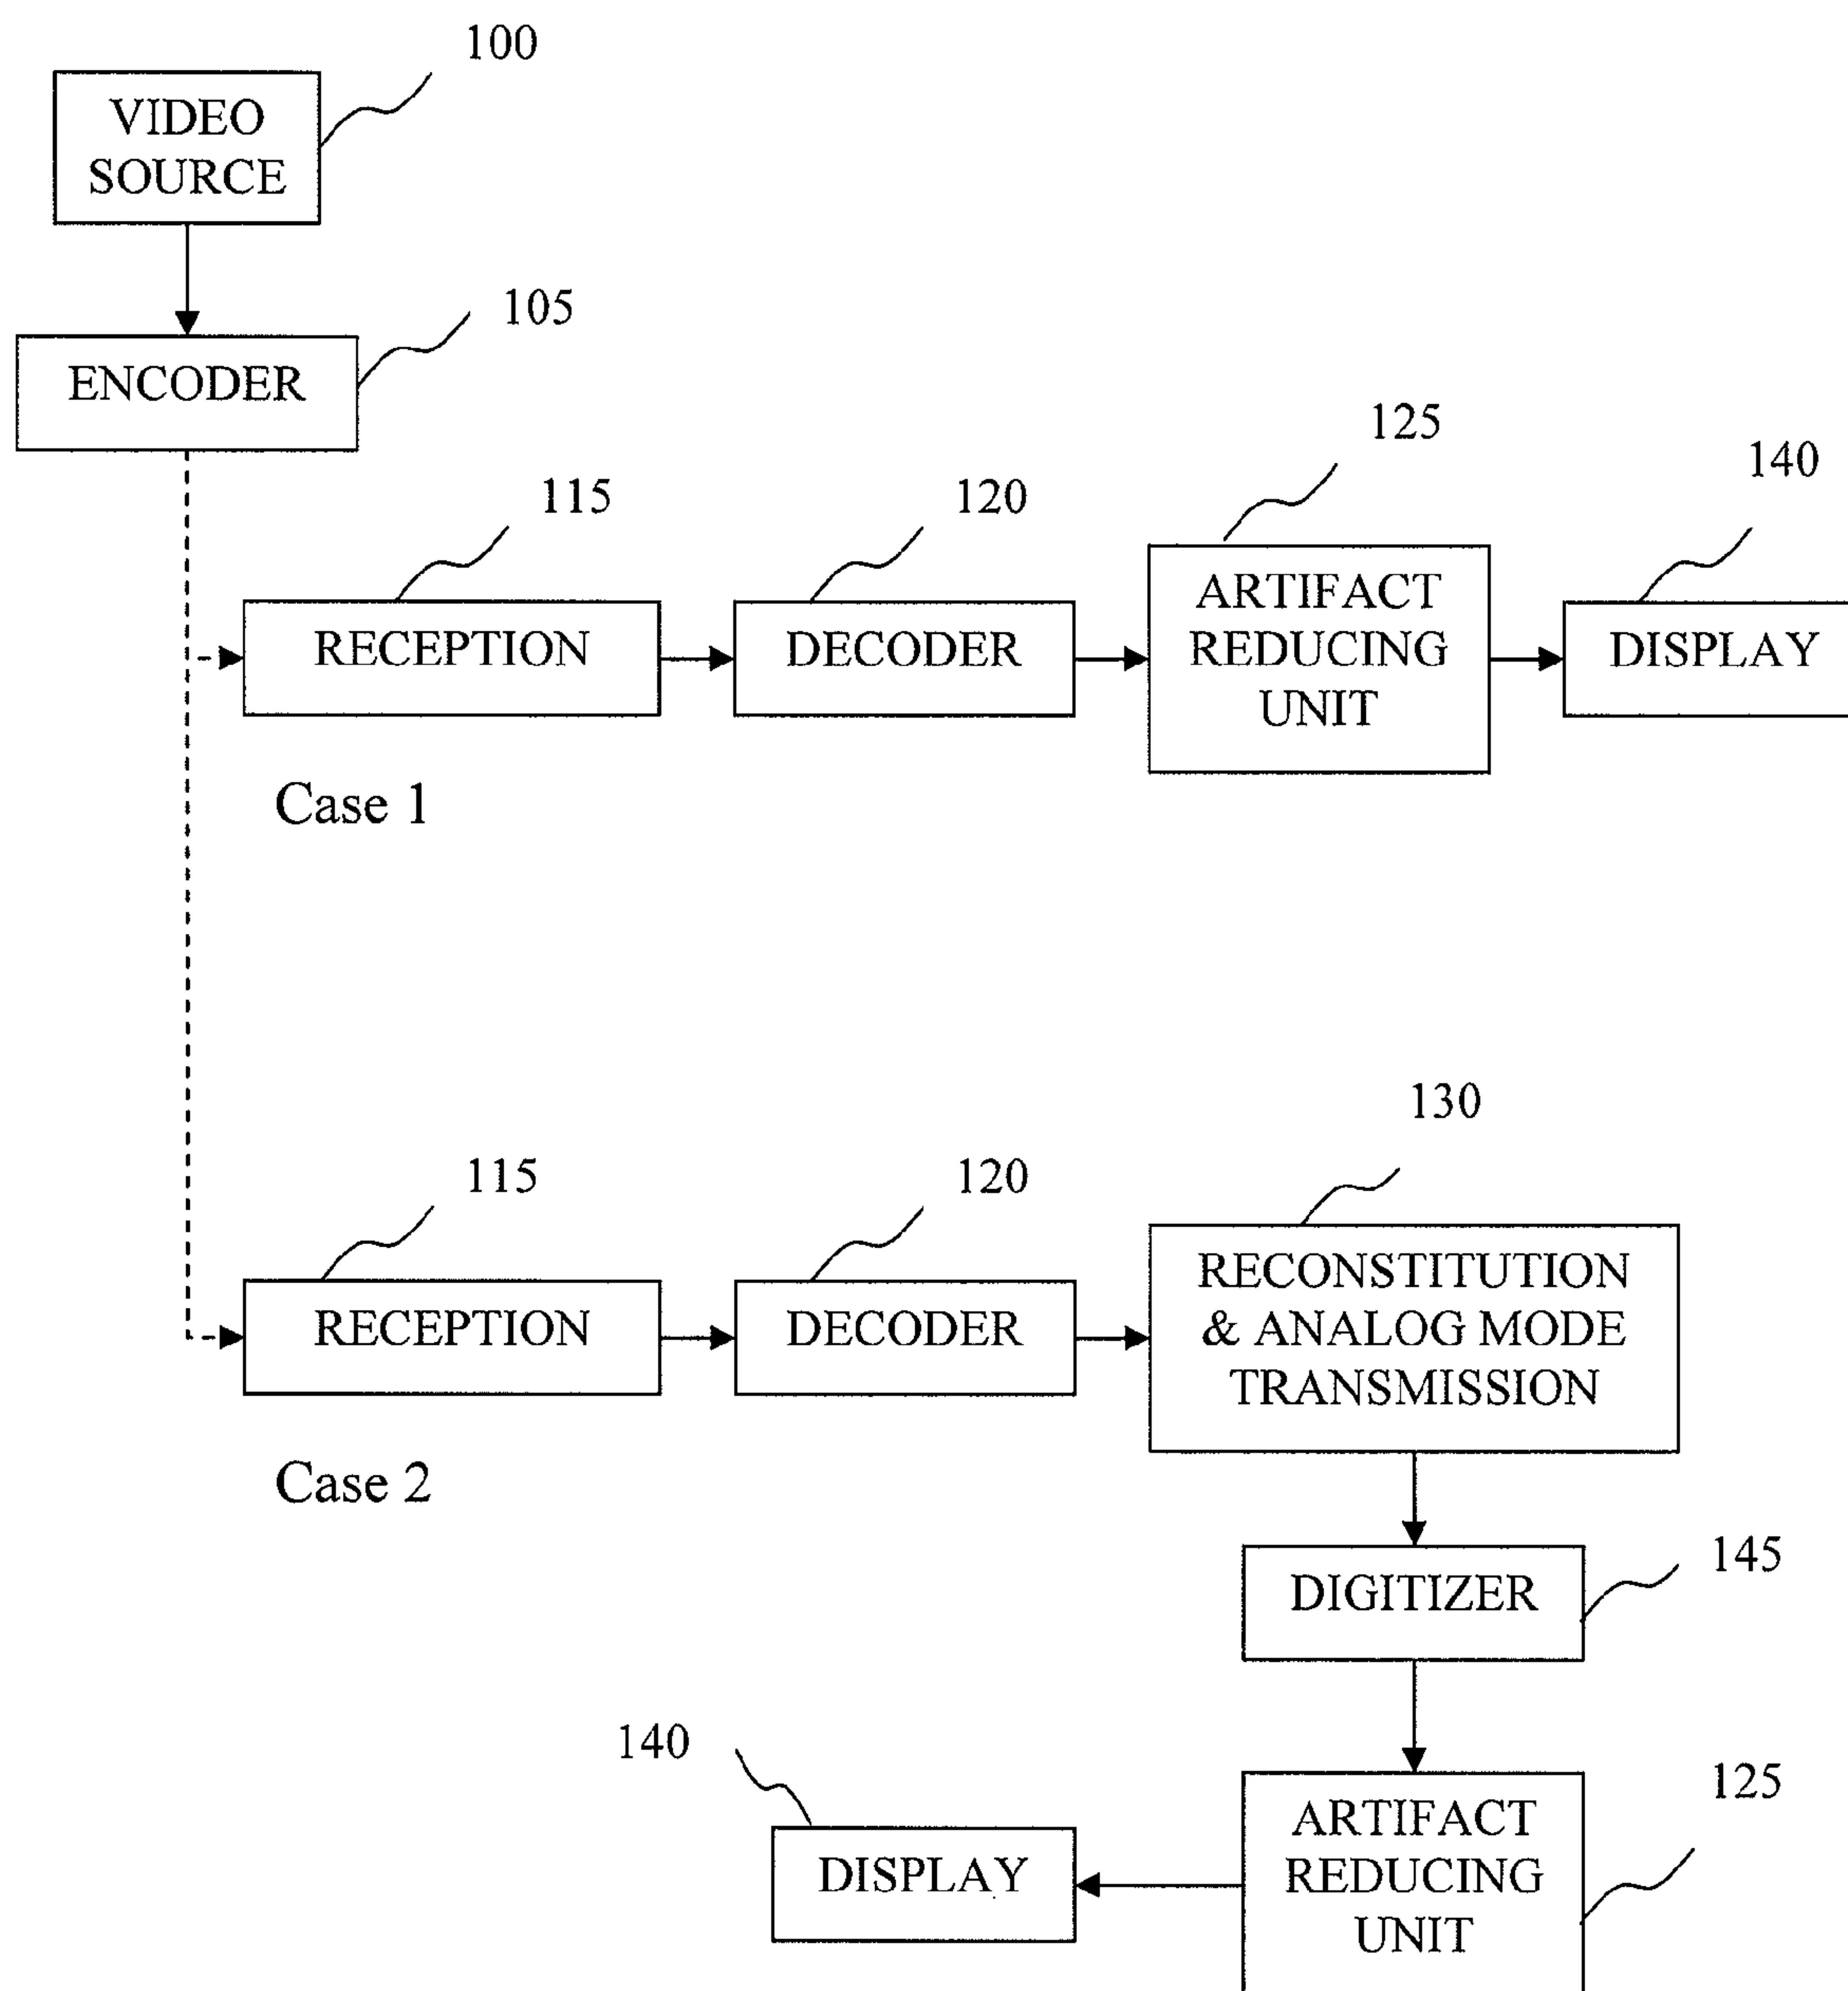 100
VIDEO
SOURCE
105
ENCODER
125
140
115
120
ARTIFACT
REDUCING
UNIT
RECEPTION
DECODER
DISPLAY
Case 1
130
115
120
RECONSTITUTION
& ANALOG MODE
TRANSMISSION
RECEPTION
DECODER
Case 2
145
DIGITIZER
140
125
ARTIFACT
REDUCING
UNIT
DISPLAY